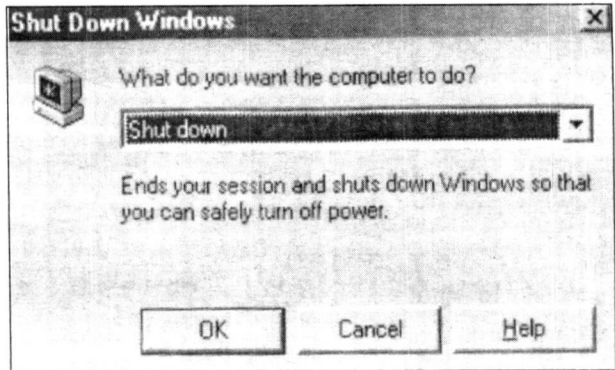 Shut Down Windows
What do you want the computer to do?
Shut down
Ends your session and shuts down Windows so that
you can safely turn off power.
OK Cancel Help